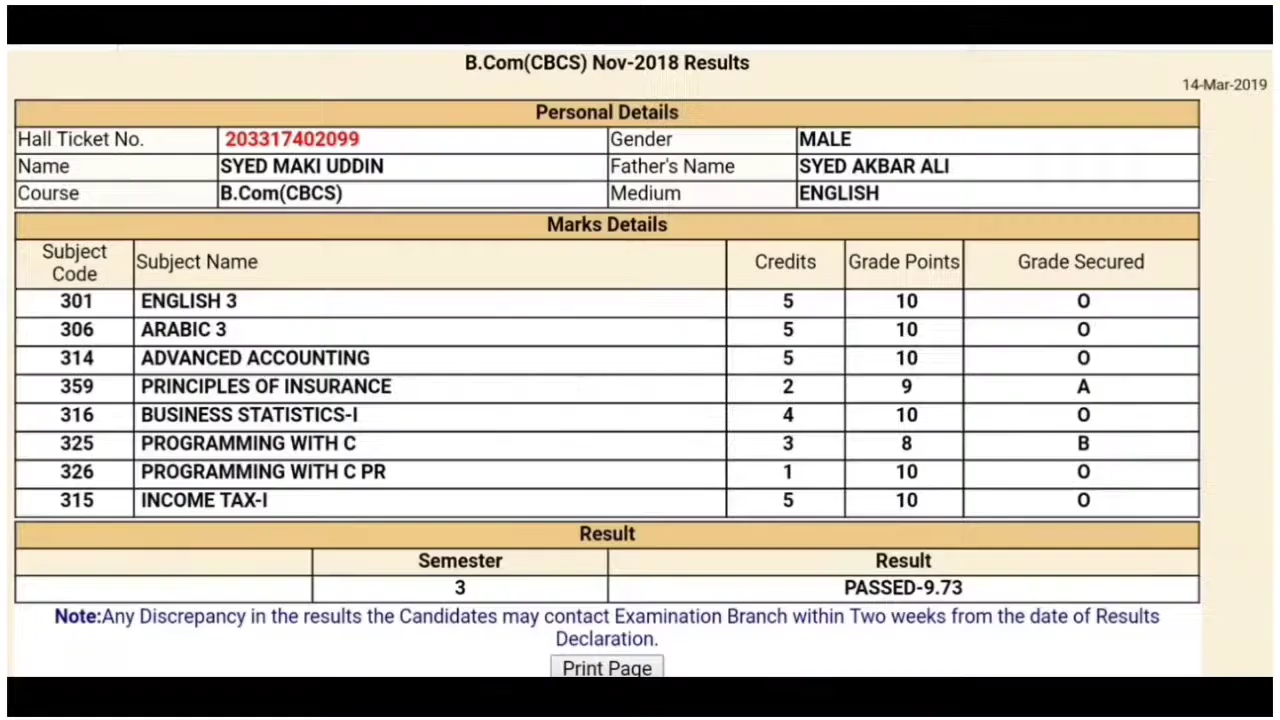 B.Com(CBCS) Nov-2018 Results
14-Mar-2019
Personal Details
Hall Ticket No. 203317402099 Gender MALE
Name SYED MAKI UDDIN Father's Name SYED AKBAR ALI
Course B.Com(CBCS) Medium ENGLISH
Marks Details
Subject Code Subject Name Credits Grade Points Grade Secured
301 ENGLISH 3 5 10 O
306 ARABIC 3 5 10 O
314 ADVANCED ACCOUNTING 5 10 O
359 PRINCIPLES OF INSURANCE 2 9 A
316 BUSINESS STATISTICS-I 4 10 O
325 PROGRAMMING WITH C 3 8 B
326 PROGRAMMING WITH C PR 1 10 O
315 INCOME TAX-I 5 10 O
Result
Semester Result
3 PASSED-9.73
Note:Any Discrepancy in the results the Candidates may contact Examination Branch within Two weeks from the date of Results
Declaration.
Print Page